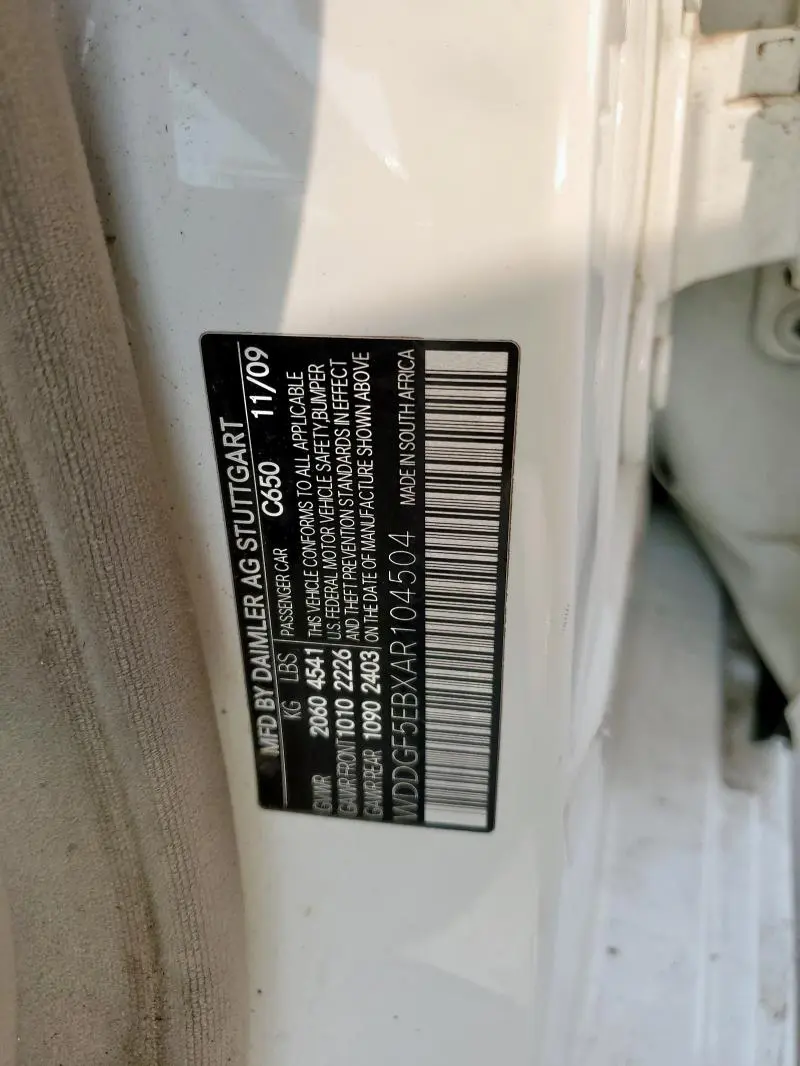 MFD BY DAIMLER AG STUTTGART
KG LBS PASSENGER CAR C650 11/09
GVWR 2060 4541 THIS VEHICLE CONFORMS TO ALL APPLICABLE
GAWR FRONT 1010 2226 U.S. FEDERAL MOTOR VEHICLE SAFETY, BUMPER
GAWR REAR 1090 2403 AND THEFT PREVENTION STANDARDS IN EFFECT
ON THE DATE OF MANUFACTURE SHOWN ABOVE
WDDGF5EBXAR104504 MADE IN SOUTH AFRICA